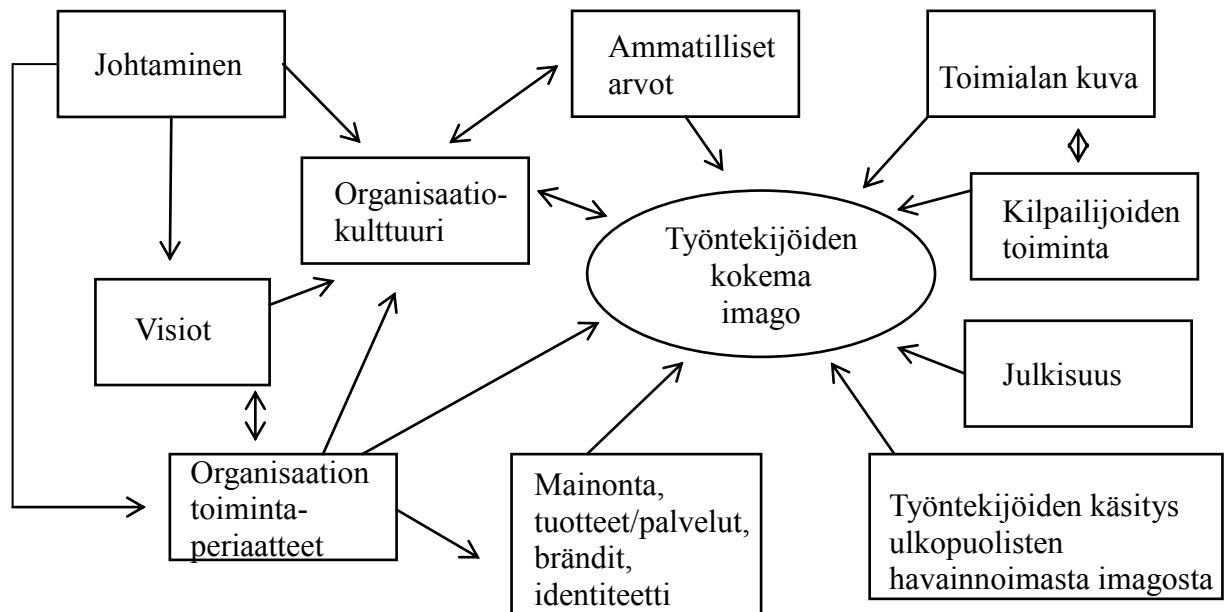 Johtaminen
Ammatilliset
arvot
Toimialan kuva
Organisaatio-
kulttuuri
Työntekijöiden
kokema
imago
Kilpailijoiden
toiminta
Visiot
Julkisuus
Organisaation
toiminta-
periaatteet
Mainonta,
tuotteet/palvelut,
brändit,
identiteetti
Työntekijöiden käsitys
ulkopuolisten
havainnoimasta imagosta